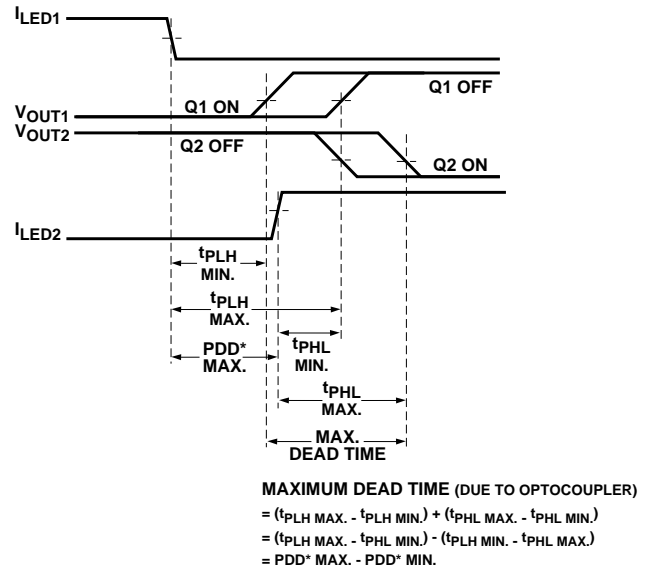 ILED1
Q1 OFF
VOUT1
Q1 ON
VOUT2
Q2 OFF
Q2 ON
ILED2
tPLH
MIN.
tPLH
MAX.
tPHL
MIN.
PDD*
MAX.
tPHL
MAX.
MAX.
DEAD TIME
MAXIMUM DEAD TIME (DUE TO OPTOCOUPLER)
= (tPLH MAX. - tPLH MIN.) + (tPHL MAX. - tPHL MIN.)
= (tPLH MAX. - tPHL MIN.) - (tPLH MIN. - tPHL MAX.)
= PDD* MAX. - PDD* MIN.